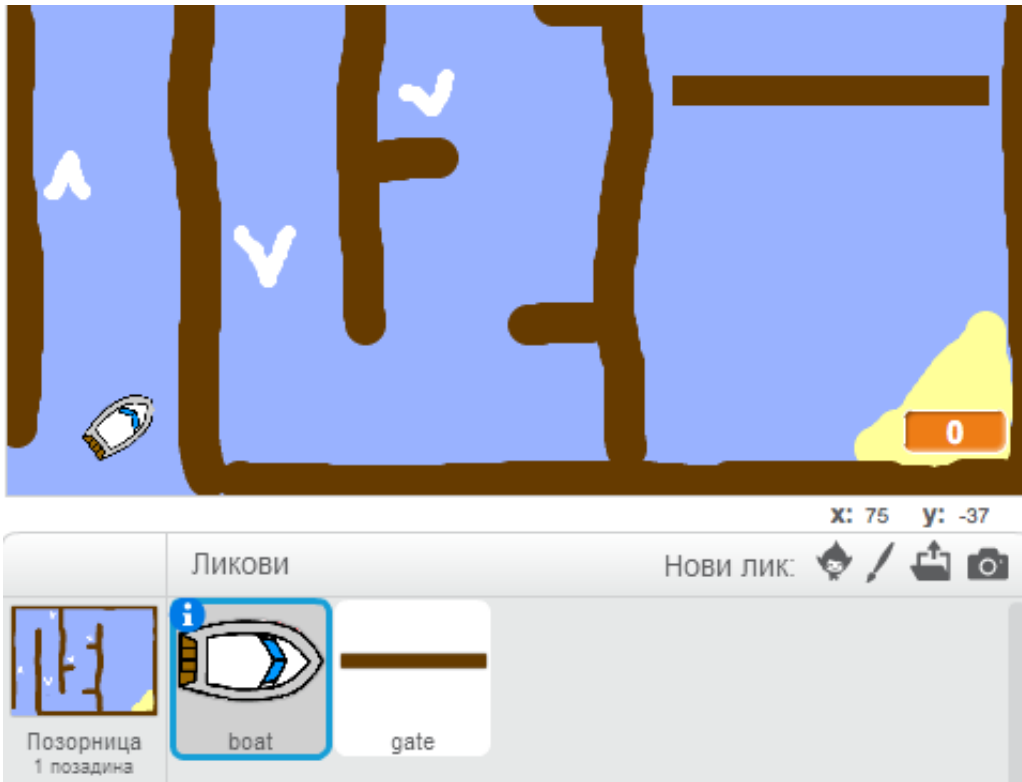 0
x: 75 y: -37
Ликови
Нови лик:
Позорница
1 позадина
boat
gate